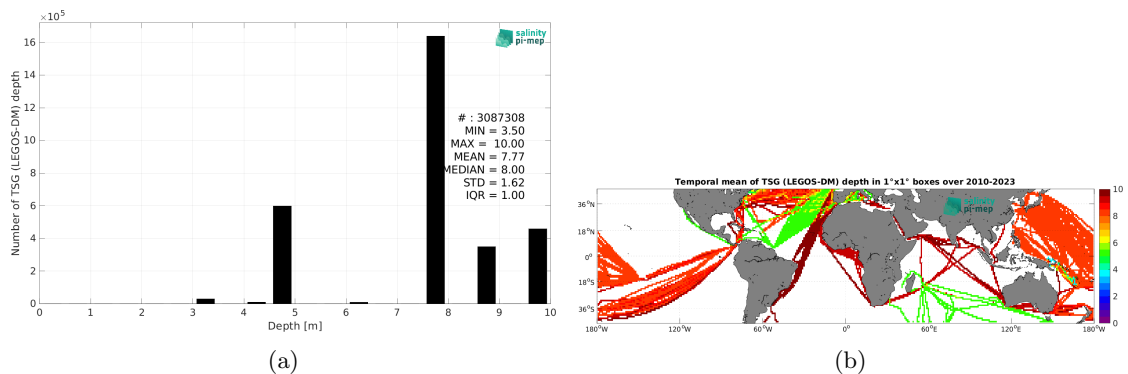 ×10⁵
16
14
12
10
8
6
4
2
0
Number of TSG (LEGOS-DM) depth
salinity
pi-mep
# : 3087308
MIN = 3.50
MAX = 10.00
MEAN = 7.77
MEDIAN = 8.00
STD = 1.62
IQR = 1.00
0 1 2 3 4 5 6 7 8 9 10
Depth [m]
(a)
Temporal mean of TSG (LEGOS-DM) depth in 1°x1° boxes over 2010-2023
salinity
pi-mep
36°N
18°N
0°
18°S
36°S
180°W 120°W 60°W 0° 60°E 120°E 180°E
10
8
6
4
2
0
(b)